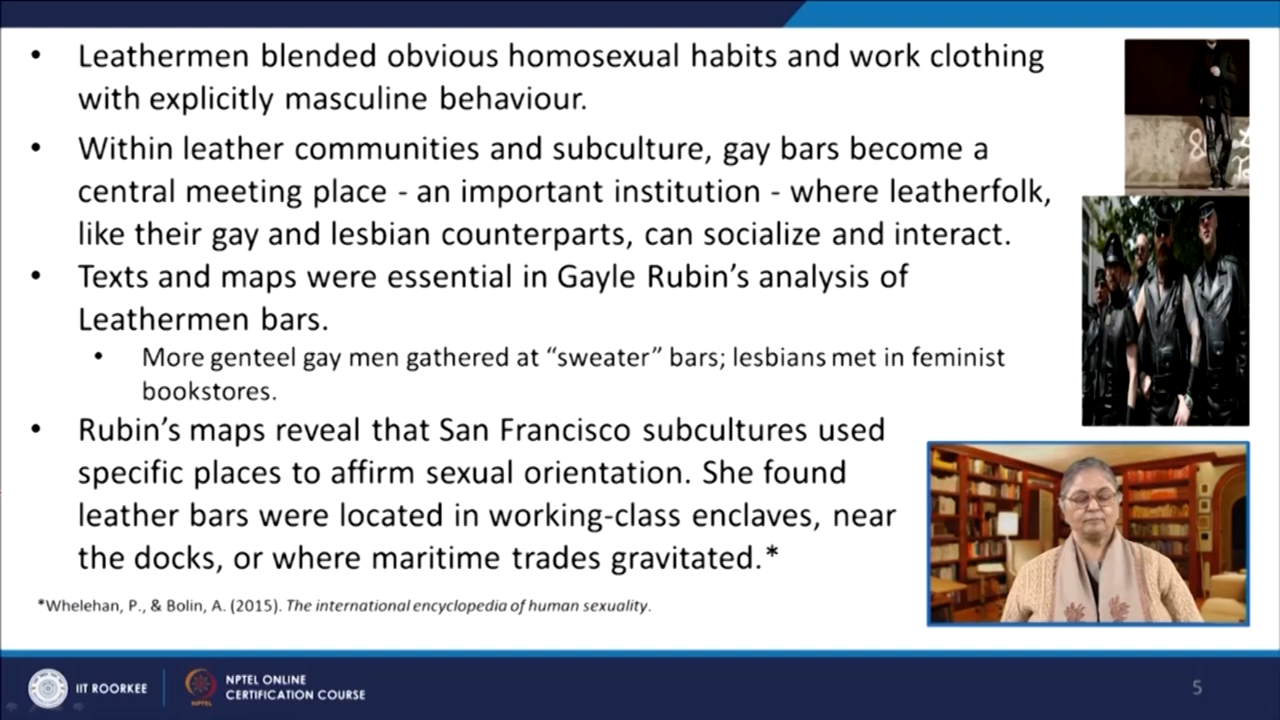 • Leathermen blended obvious homosexual habits and work clothing
with explicitly masculine behaviour.
• Within leather communities and subculture, gay bars become a
central meeting place - an important institution - where leatherfolk,
like their gay and lesbian counterparts, can socialize and interact.
• Texts and maps were essential in Gayle Rubin’s analysis of
Leathermen bars.
• More genteel gay men gathered at “sweater” bars; lesbians met in feminist
bookstores.
• Rubin’s maps reveal that San Francisco subcultures used
specific places to affirm sexual orientation. She found
leather bars were located in working-class enclaves, near
the docks, or where maritime trades gravitated.*
*Whelehan, P., & Bolin, A. (2015). The international encyclopedia of human sexuality.
IIT ROORKEE
NPTEL ONLINE
CERTIFICATION COURSE
5